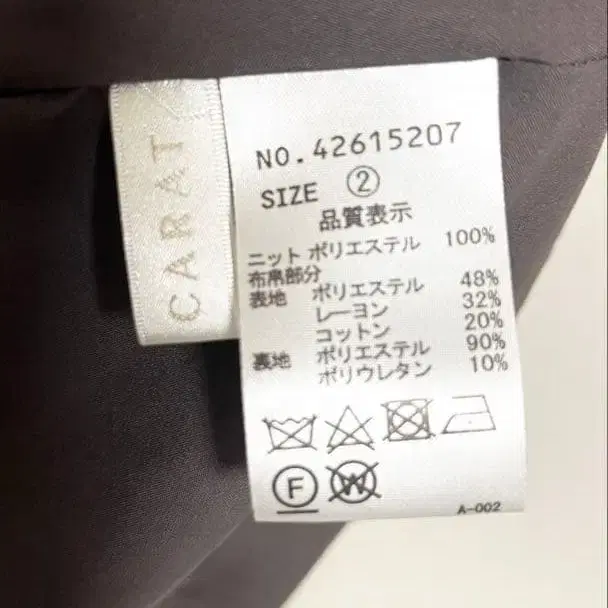 CARAT
NO.42615207
SIZE ②
品質表示
ニット ポリエステル 100%
布帛部分
表地 ポリエステル 48%
レーヨン 32%
コットン 20%
裏地 ポリエステル 90%
ポリウレタン 10%
F W
A-002